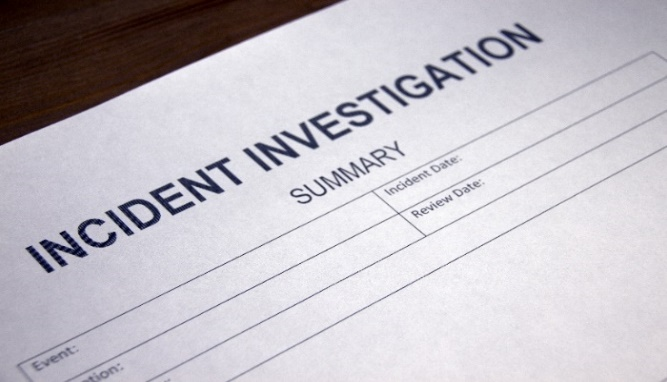 INCIDENT INVESTIGATION
SUMMARY
Incident Date:
Review Date:
Event: